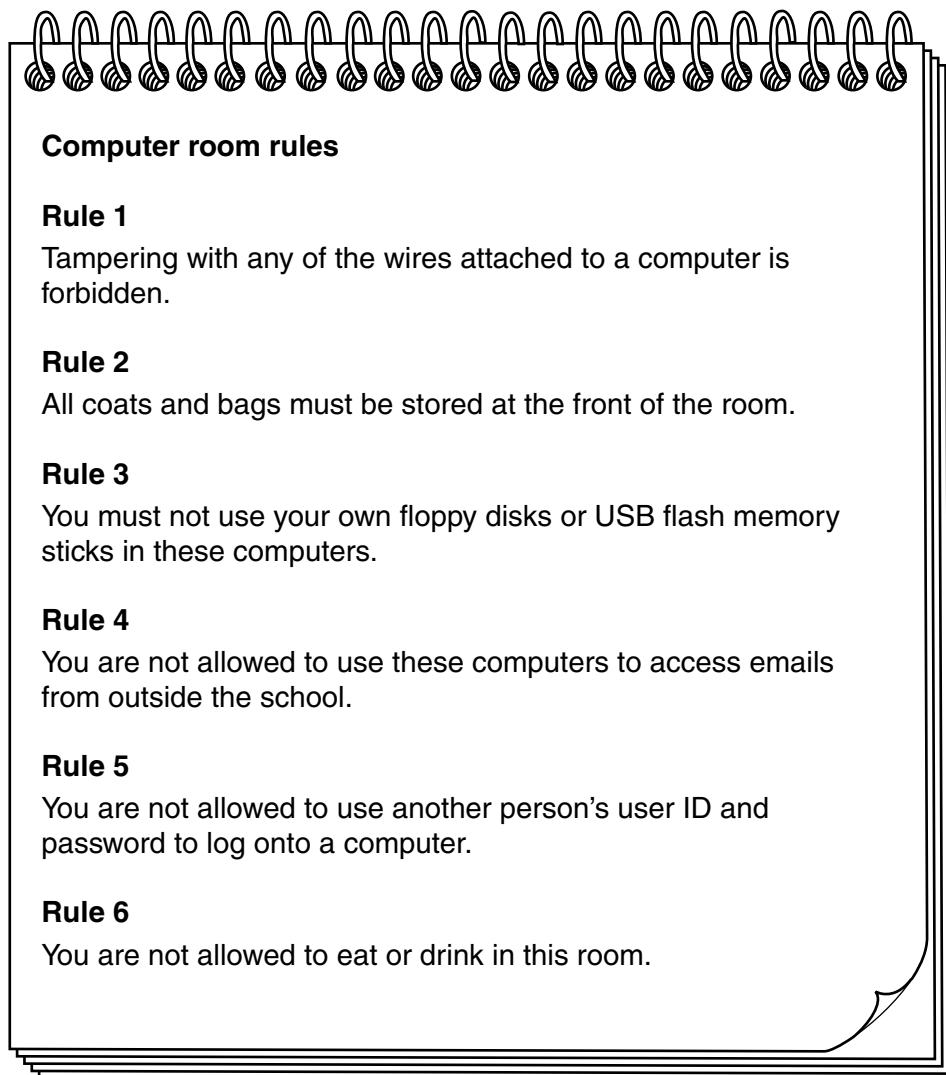 Computer room rules
Rule 1
Tampering with any of the wires attached to a computer is
forbidden.
Rule 2
All coats and bags must be stored at the front of the room.
Rule 3
You must not use your own floppy disks or USB flash memory
sticks in these computers.
Rule 4
You are not allowed to use these computers to access emails
from outside the school.
Rule 5
You are not allowed to use another person's user ID and
password to log onto a computer.
Rule 6
You are not allowed to eat or drink in this room.